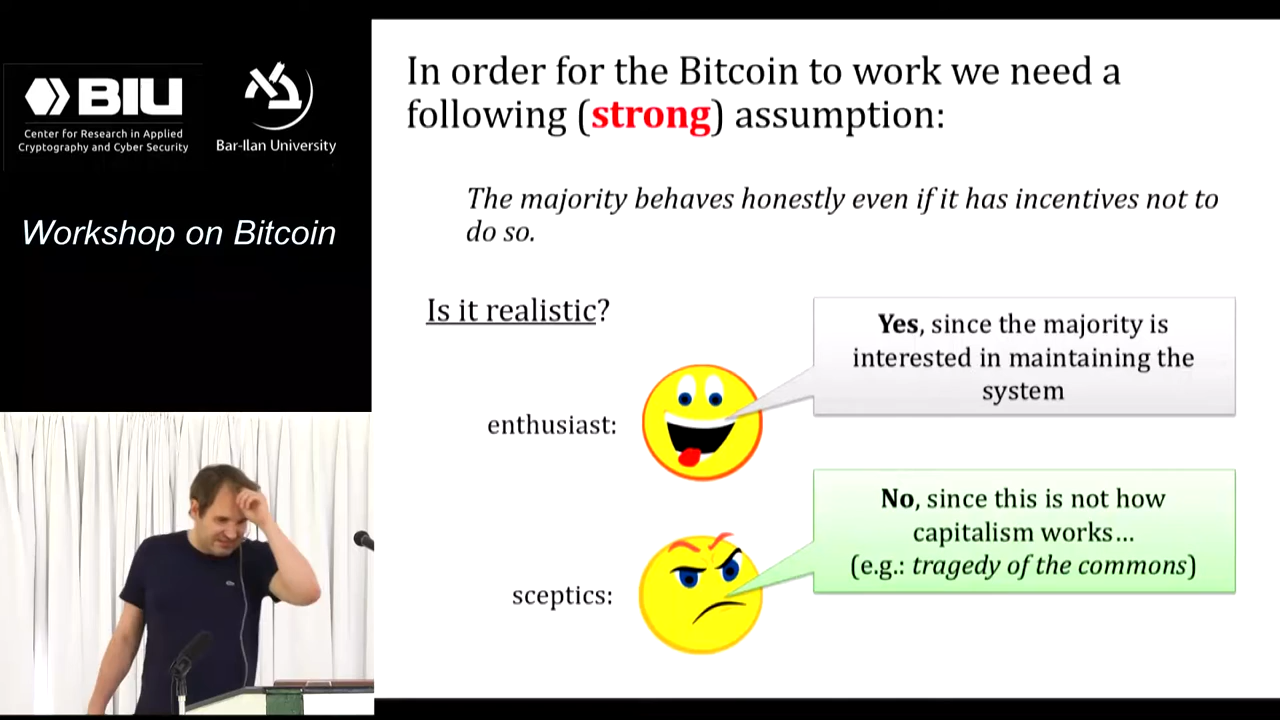 BIU
Center for Research in Applied
Cryptography and Cyber Security
Bar-Ilan University
Workshop on Bitcoin
In order for the Bitcoin to work we need a
following (strong) assumption:
The majority behaves honestly even if it has incentives not to
do so.
Is it realistic?
enthusiast:
Yes, since the majority is
interested in maintaining the
system
sceptics:
No, since this is not how
capitalism works…
(e.g.: tragedy of the commons)